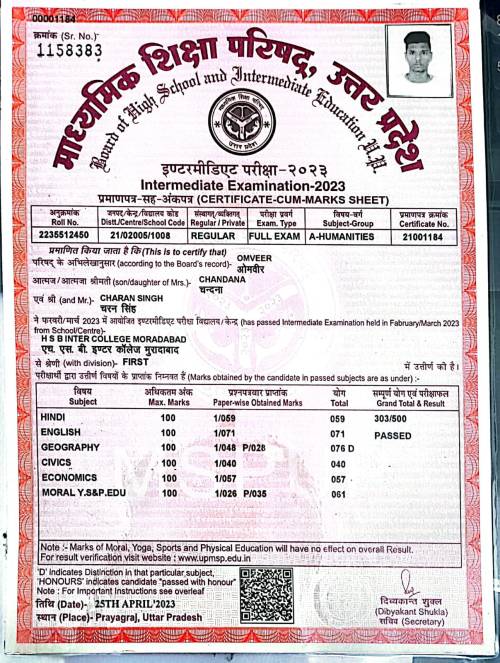 00001184
क्रमांक (Sr. No.)-
1158383
माध्यमिक शिक्षा परिषद्, उत्तर प्रदेश
Board of High School and Intermediate Education U.P.
इण्टरमीडिएट परीक्षा-२०२३
Intermediate Examination-2023
प्रमाणपत्र-सह-अंकपत्र (CERTIFICATE-CUM-MARKS SHEET)
अनुक्रमांक जनपद/केन्द्र/विद्यालय कोड संस्थागत/व्यक्तिगत परीक्षा प्रवर्ग विषय-वर्ग प्रमाणपत्र क्रमांक
Roll No. Distt./Centre/School Code Regular / Private Exam. Type Subject-Group Certificate No.
2235512450 21/02005/1008 REGULAR FULL EXAM A-HUMANITIES 21001184
प्रमाणित किया जाता है कि (This is to certify that) OMVEER
परिषद् के अभिलेखानुसार (according to the Board's record)- ओमवीर
आत्मज/आत्मजा श्रीमती (son/daughter of Mrs.)- CHANDANA
चन्दना
एवं श्री (and Mr.)- CHARAN SINGH
चरन सिंह
ने फरवरी/मार्च 2023 में आयोजित इण्टरमीडिएट परीक्षा विद्यालय/केन्द्र (has passed Intermediate Examination held in Fabruary/March 2023
from School/Centre)-
H S B INTER COLLEGE MORADABAD
एच. एस. बी. इण्टर कॉलेज मुरादाबाद
से श्रेणी (with division)- FIRST में उत्तीर्ण की है।
परीक्षार्थी द्वारा उत्तीर्ण विषयों के प्राप्तांक निम्नवत हैं (Marks obtained by the candidate in passed subjects are as under) :-
विषय अधिकतम अंक प्रश्नपत्रवार प्राप्तांक योग सम्पूर्ण योग एवं परीक्षाफल
Subject Max. Marks Paper-wise Obtained Marks Total Grand Total & Result
HINDI 100 1/059 059 303/500
ENGLISH 100 1/071 071 PASSED
GEOGRAPHY 100 1/048 P/028 076 D
CIVICS 100 1/040 040
ECONOMICS 100 1/057 057
MORAL Y.S&P.EDU 100 1/026 P/035 061
Note :- Marks of Moral, Yoga, Sports and Physical Education will have no effect on overall Result.
For result verification visit website : www.upmsp.edu.in
'D' Indicates Distinction in that particular subject,
'HONOURS' indicates candidate "passed with honour"
Note : For Important Instructions see overleaf
तिथि (Date)- 25TH APRIL'2023
स्थान (Place)- Prayagraj, Uttar Pradesh
दिव्यकान्त शुक्ल
(Dibyakant Shukla)
सचिव (Secretary)